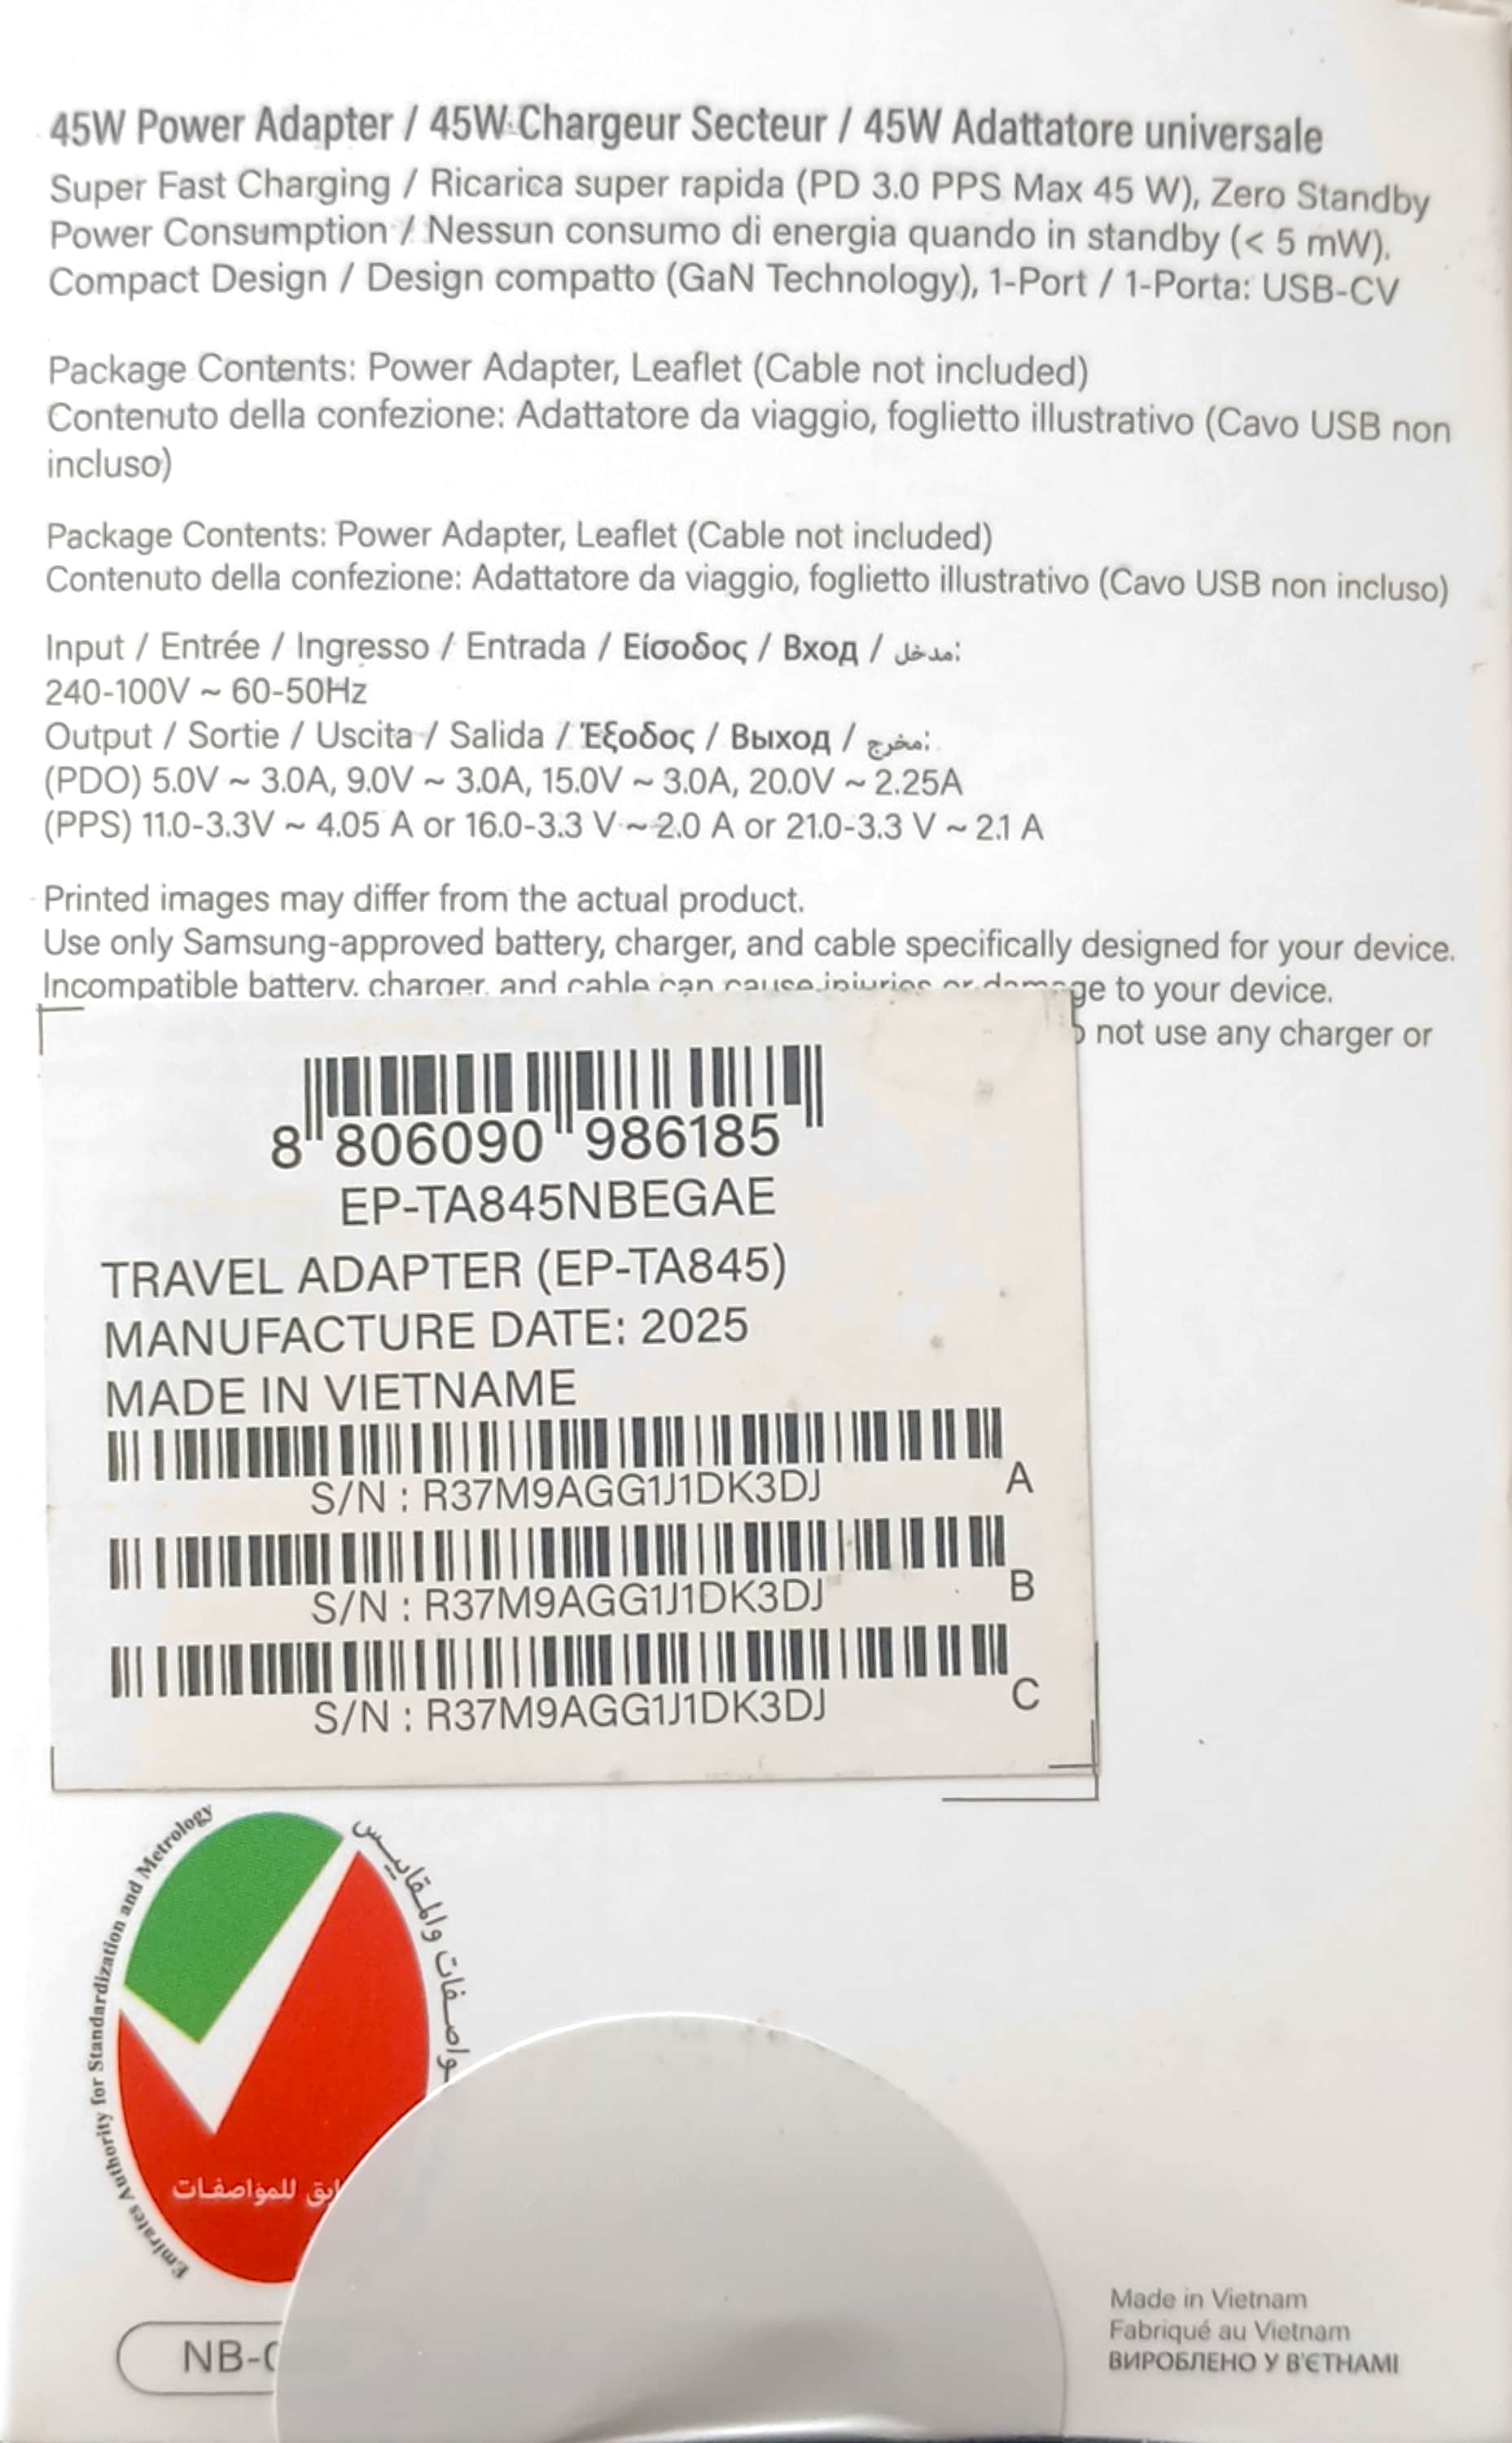 45W Power Adapter / 45W Chargeur Secteur / 45W Adattatore universale
Super Fast Charging / Ricarica super rapida (PD 3.0 PPS Max 45 W), Zero Standby
Power Consumption / Nessun consumo di energia quando in standby (< 5 mW).
Compact Design / Design compatto (GaN Technology), 1-Port / 1-Porta: USB-CV
Package Contents: Power Adapter, Leaflet (Cable not included)
Contenuto della confezione: Adattatore da viaggio, foglietto illustrativo (Cavo USB non
incluso)
Package Contents: Power Adapter, Leaflet (Cable not included)
Contenuto della confezione: Adattatore da viaggio, foglietto illustrativo (Cavo USB non incluso)
Input / Entrée / Ingresso / Entrada / Είσοδος / Вход / مدخل:
240-100V ~ 60-50Hz
Output / Sortie / Uscita / Salida / Έξοδος / Выход / مخرج:
(PDO) 5.0V ~ 3.0A, 9.0V ~ 3.0A, 15.0V ~ 3.0A, 20.0V ~ 2.25A
(PPS) 11.0-3.3V ~ 4.05 A or 16.0-3.3 V ~ 2.0 A or 21.0-3.3 V ~ 2.1 A
Printed images may differ from the actual product.
Use only Samsung-approved battery, charger, and cable specifically designed for your device.
Incompatible battery, charger, and cable can cause injuries or damage to your device.
not use any charger or
8 806090 986185
EP-TA845NBEGAE
TRAVEL ADAPTER (EP-TA845)
MANUFACTURE DATE: 2025
MADE IN VIETNAME
S/N : R37M9AGG1J1DK3DJ A
S/N : R37M9AGG1J1DK3DJ B
S/N : R37M9AGG1J1DK3DJ C
Emirates Authority for Standardization and Metrology
ـواصـفات والمقاييس
ـابق للمؤاصفات
NB-0
Made in Vietnam
Fabriqué au Vietnam
ВИРОБЛЕНО У В'ЄТНАМІ